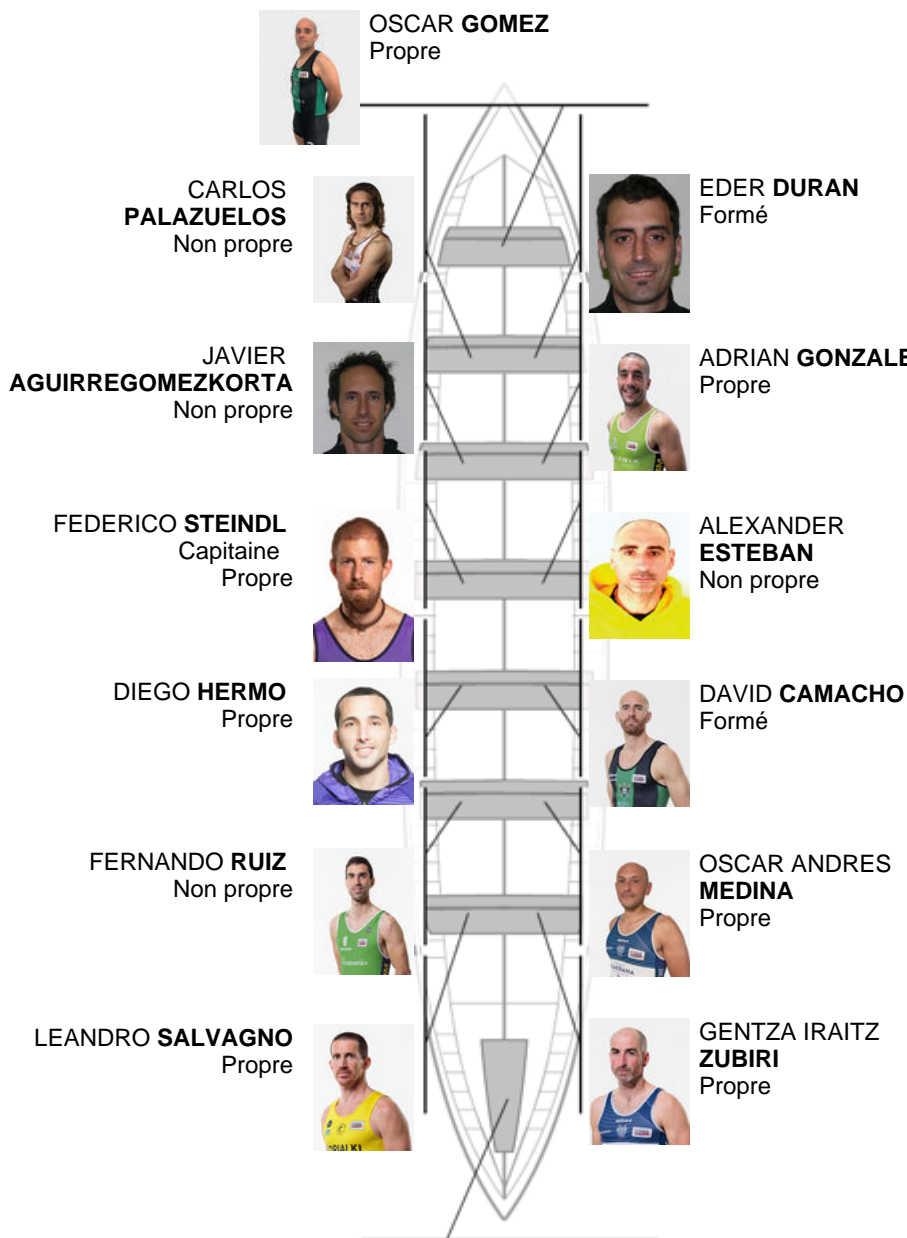 OSCAR GOMEZ
Propre
CARLOS
PALAZUELOS
Non propre
EDER DURAN
Formé
JAVIER
AGUIRREGOMEZKORTA
Non propre
ADRIAN GONZALE
Propre
FEDERICO STEINDL
Capitaine
Propre
ALEXANDER
ESTEBAN
Non propre
DIEGO HERMO
Propre
DAVID CAMACHO
Formé
FERNANDO RUIZ
Non propre
OSCAR ANDRES
MEDINA
Propre
LEANDRO SALVAGNO
Propre
GENTZA IRAITZ
ZUBIRI
Propre